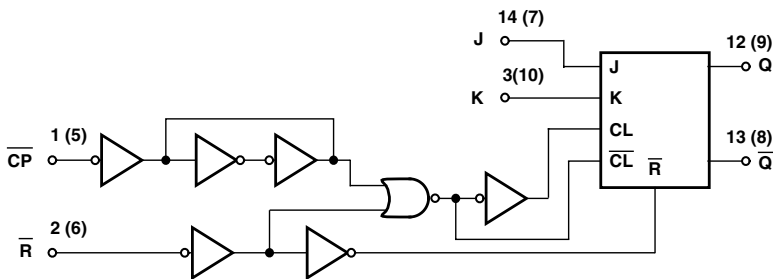 14 (7)
J
3(10)
K
12 (9)
Q
13 (8)
Q̅
J
K
CL
C̅L̅
R̅
1 (5)
C̅P̅
2 (6)
R̅